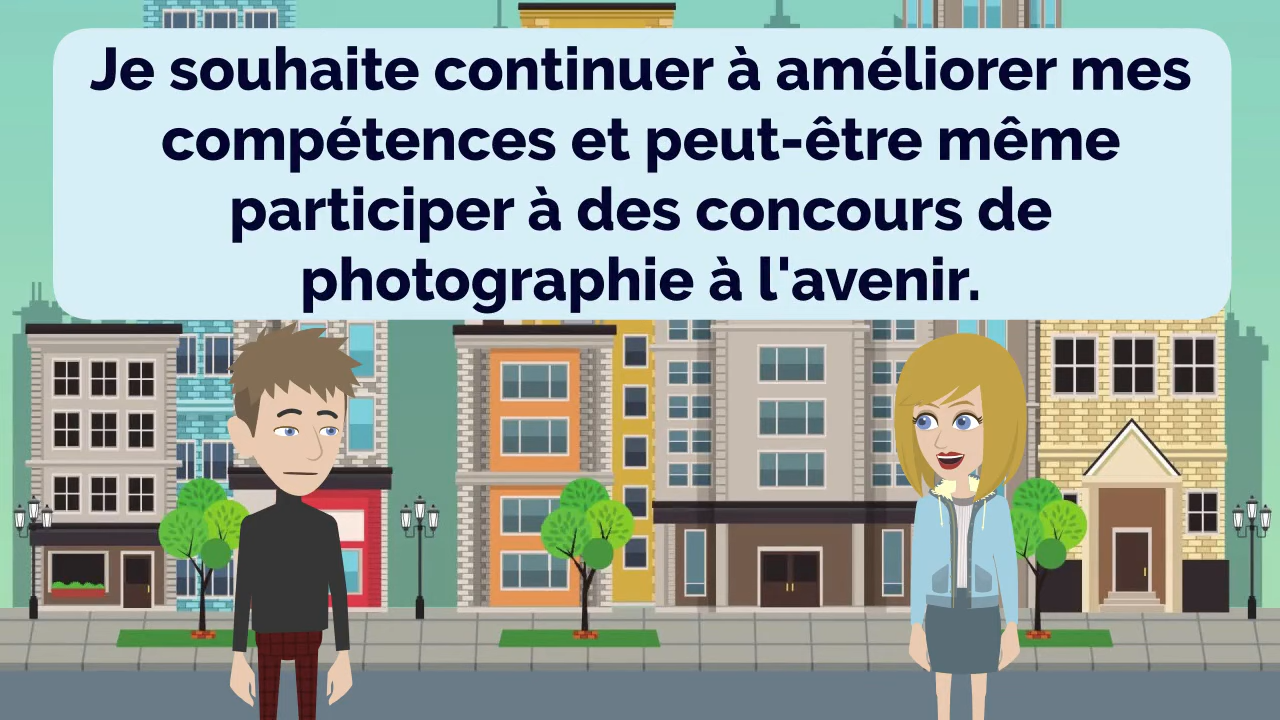 Je souhaite continuer à améliorer mes
compétences et peut-être même
participer à des concours de
photographie à l'avenir.